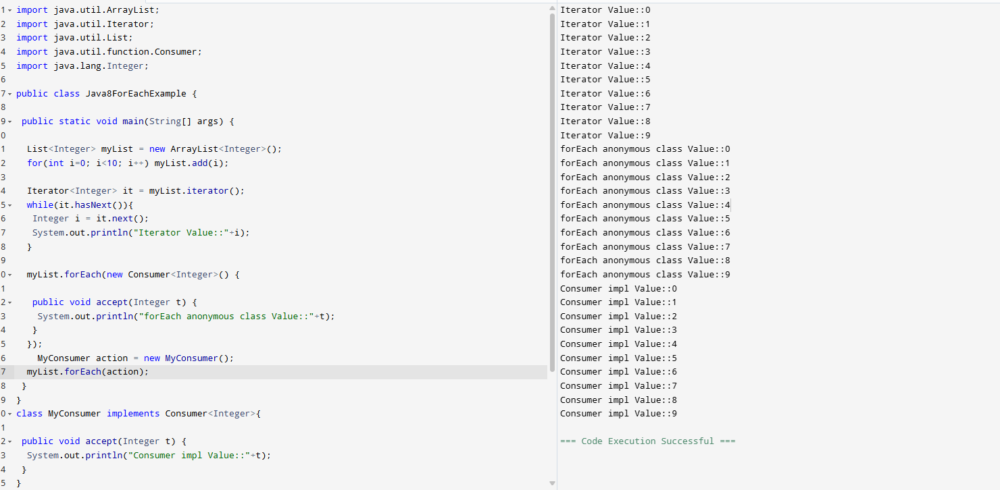 1 import java.util.ArrayList;
2 import java.util.Iterator;
3 import java.util.List;
4 import java.util.function.Consumer;
5 import java.lang.Integer;
6
7 public class Java8ForEachExample {
8
9 public static void main(String[] args) {
0
1 List<Integer> myList = new ArrayList<Integer>();
2 for(int i=0; i<10; i++) myList.add(i);
3
4 Iterator<Integer> it = myList.iterator();
5 while(it.hasNext()){
6 Integer i = it.next();
7 System.out.println("Iterator Value::"+i);
8 }
9
0 myList.forEach(new Consumer<Integer>() {
1
2 public void accept(Integer t) {
3 System.out.println("forEach anonymous class Value::"+t);
4 }
5 });
6 MyConsumer action = new MyConsumer();
7 myList.forEach(action);
8 }
9 }
0 class MyConsumer implements Consumer<Integer>{
1
2 public void accept(Integer t) {
3 System.out.println("Consumer impl Value::"+t);
4 }
5 }
Iterator Value::0
Iterator Value::1
Iterator Value::2
Iterator Value::3
Iterator Value::4
Iterator Value::5
Iterator Value::6
Iterator Value::7
Iterator Value::8
Iterator Value::9
forEach anonymous class Value::0
forEach anonymous class Value::1
forEach anonymous class Value::2
forEach anonymous class Value::3
forEach anonymous class Value::4
forEach anonymous class Value::5
forEach anonymous class Value::6
forEach anonymous class Value::7
forEach anonymous class Value::8
forEach anonymous class Value::9
Consumer impl Value::0
Consumer impl Value::1
Consumer impl Value::2
Consumer impl Value::3
Consumer impl Value::4
Consumer impl Value::5
Consumer impl Value::6
Consumer impl Value::7
Consumer impl Value::8
Consumer impl Value::9
=== Code Execution Successful ===